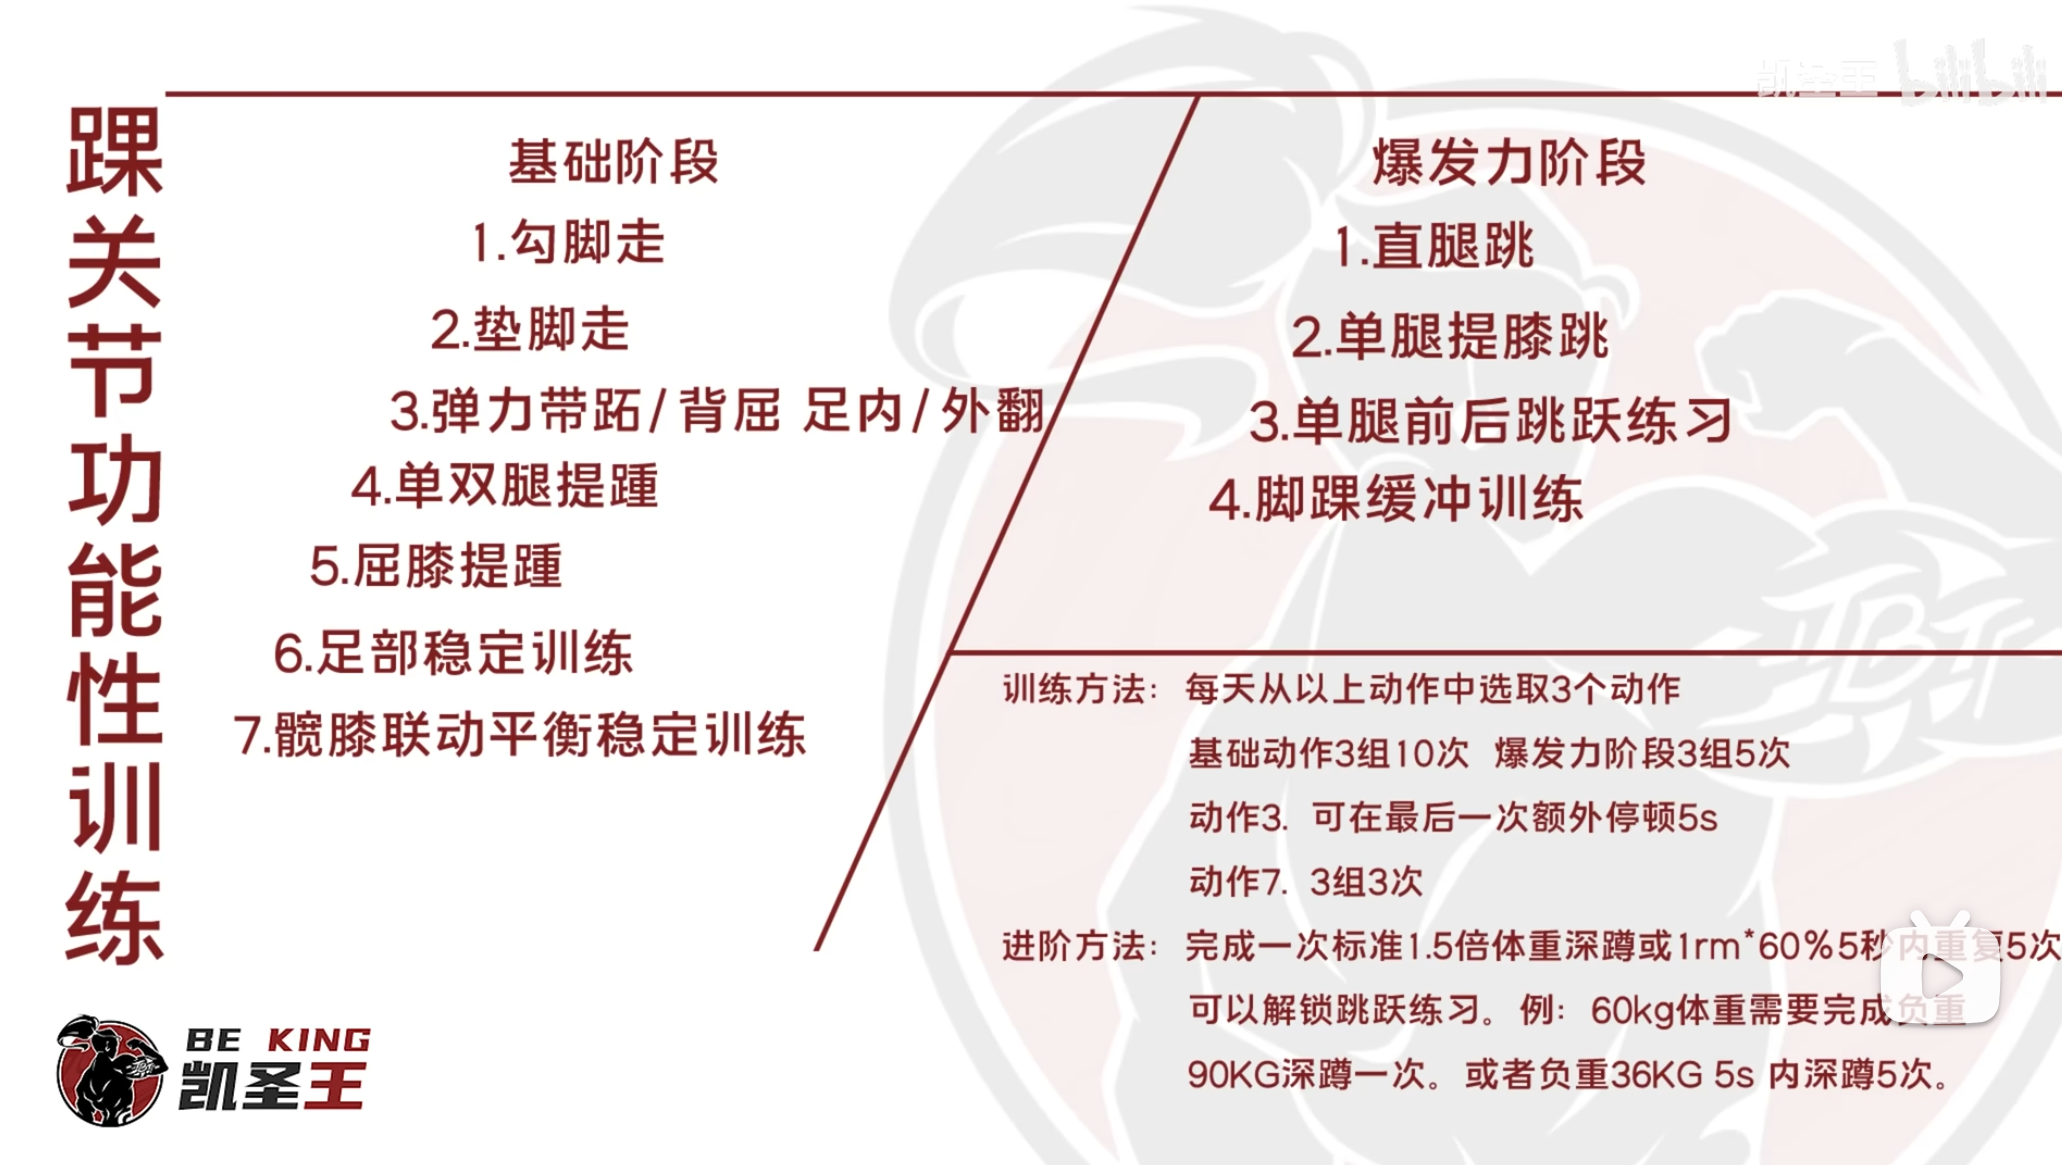 凯圣王 bilibili
踝关节功能性训练
基础阶段
1.勾脚走
2.垫脚走
3.弹力带跖/背屈 足内/外翻
4.单双腿提踵
5.屈膝提踵
6.足部稳定训练
7.髋膝联动平衡稳定训练
爆发力阶段
1.直腿跳
2.单腿提膝跳
3.单腿前后跳跃练习
4.脚踝缓冲训练
训练方法：每天从以上动作中选取3个动作
基础动作3组10次 爆发力阶段3组5次
动作3. 可在最后一次额外停顿5s
动作7. 3组3次
进阶方法：完成一次标准1.5倍体重深蹲或1rm*60%5秒内重复5次
可以解锁跳跃练习。例：60kg体重需要完成负重
90KG深蹲一次。或者负重36KG 5s 内深蹲5次。
BE KING
凯圣王